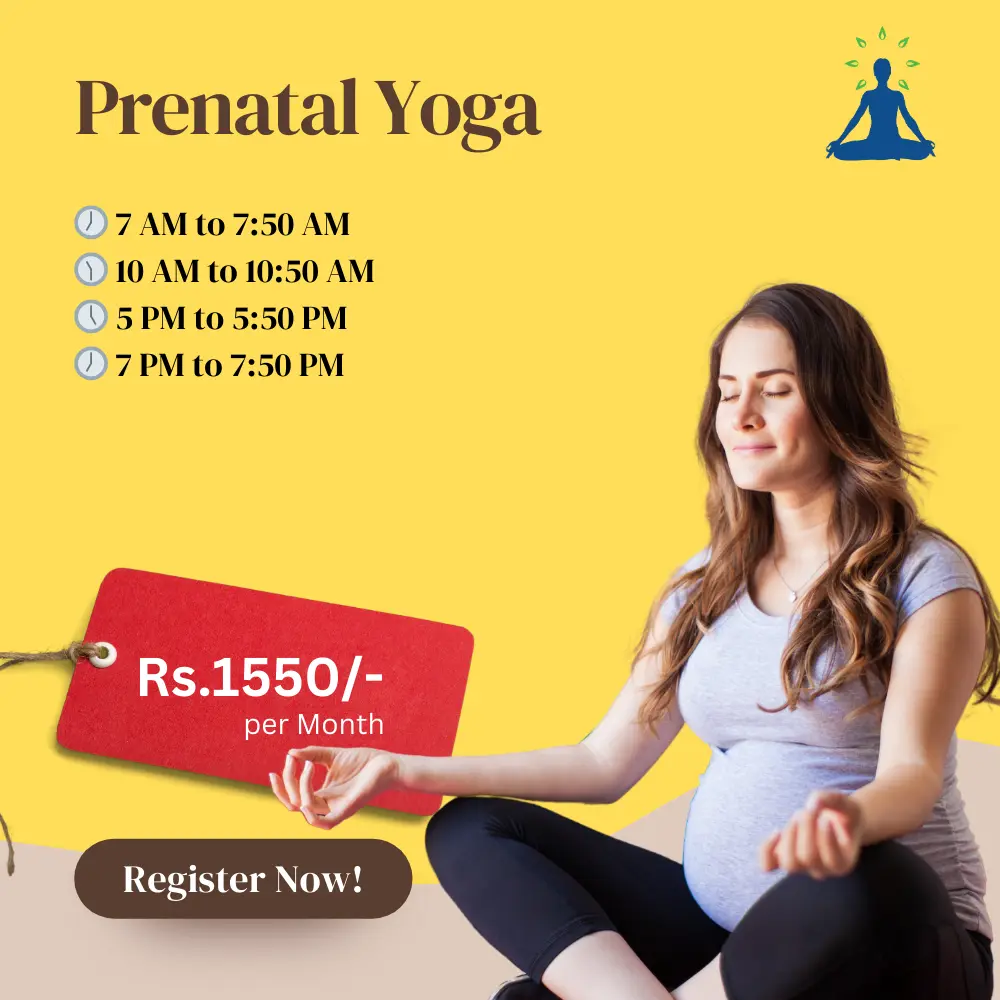 Prenatal Yoga
7 AM to 7:50 AM
10 AM to 10:50 AM
5 PM to 5:50 PM
7 PM to 7:50 PM
Rs.1550/-
per Month
Register Now!